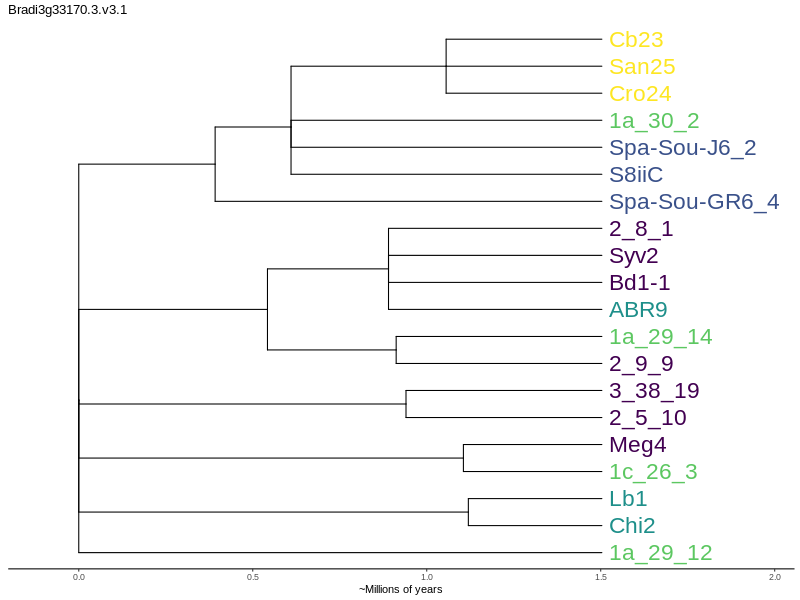 Bradi3g33170.3.v3.1
Cb23
San25
Cro24
1a_30_2
Spa-Sou-J6_2
S8iiC
Spa-Sou-GR6_4
2_8_1
Syv2
Bd1-1
ABR9
1a_29_14
2_9_9
3_38_19
2_5_10
Meg4
1c_26_3
Lb1
Chi2
1a_29_12
0.0 0.5 1.0 1.5 2.0
~Millions of years